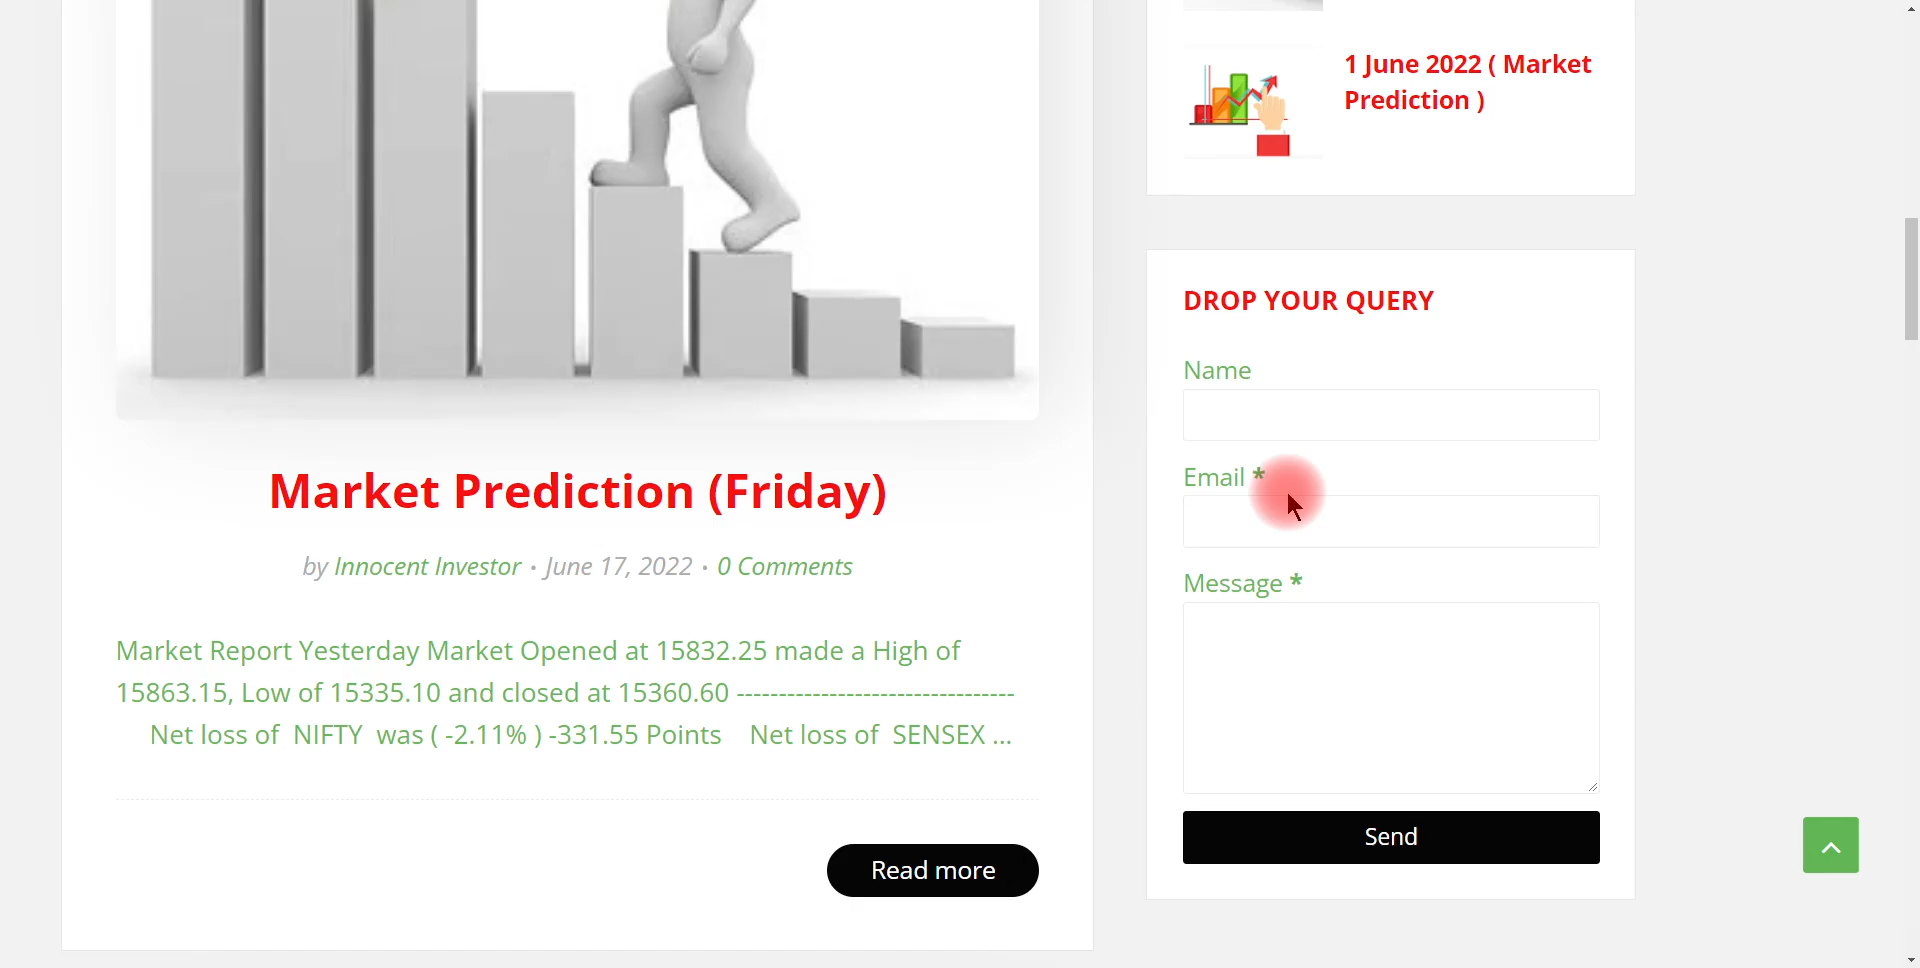 1 June 2022 ( Market
Prediction )
DROP YOUR QUERY
Name
Email *
Message *
Send
Market Prediction (Friday)
by Innocent Investor • June 17, 2022 • 0 Comments
Market Report Yesterday Market Opened at 15832.25 made a High of
15863.15, Low of 15335.10 and closed at 15360.60 ---------------------------------
Net loss of  NIFTY  was ( -2.11% ) -331.55 Points    Net loss of  SENSEX ...
Read more